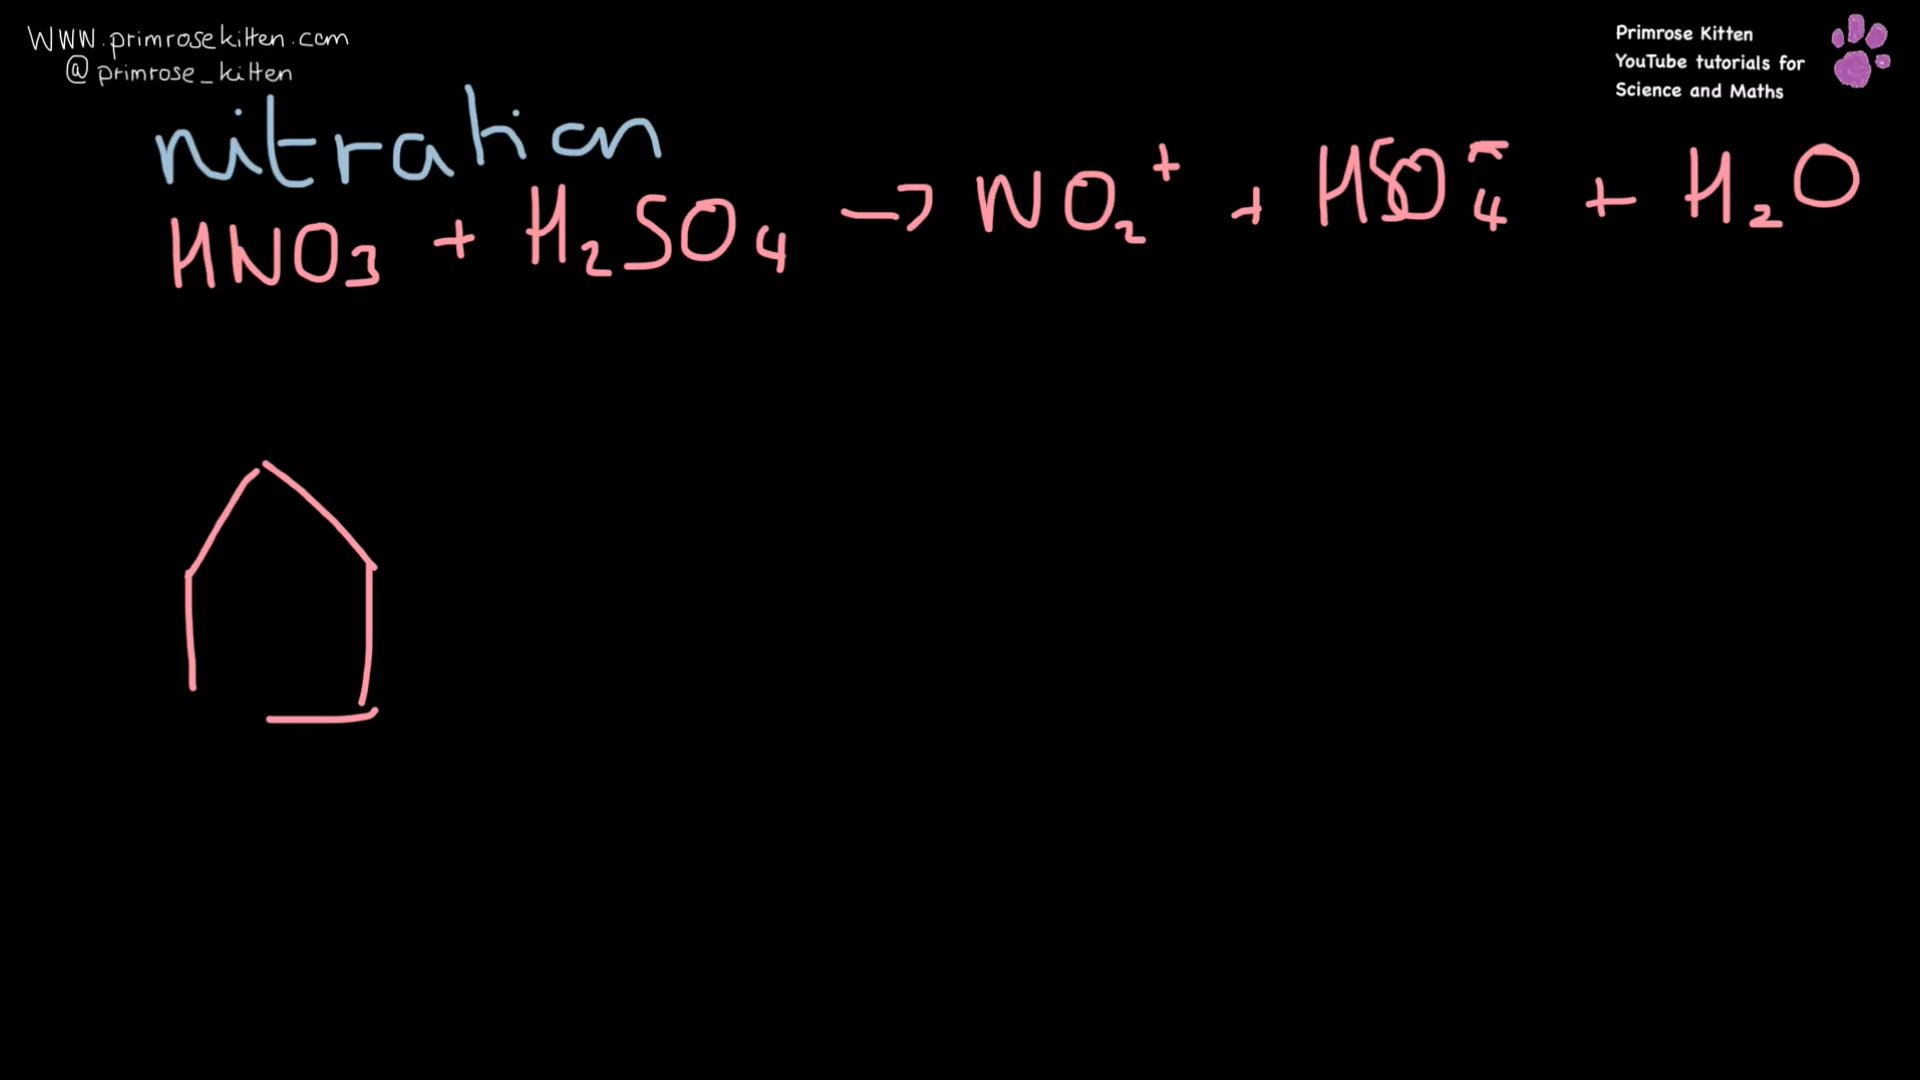 www.primrosekitten.com
@primrose_kitten
Primrose Kitten
YouTube tutorials for
Science and Maths
nitration
HNO₃ + H₂SO₄ → NO₂⁺ + HSO₄⁻ + H₂O